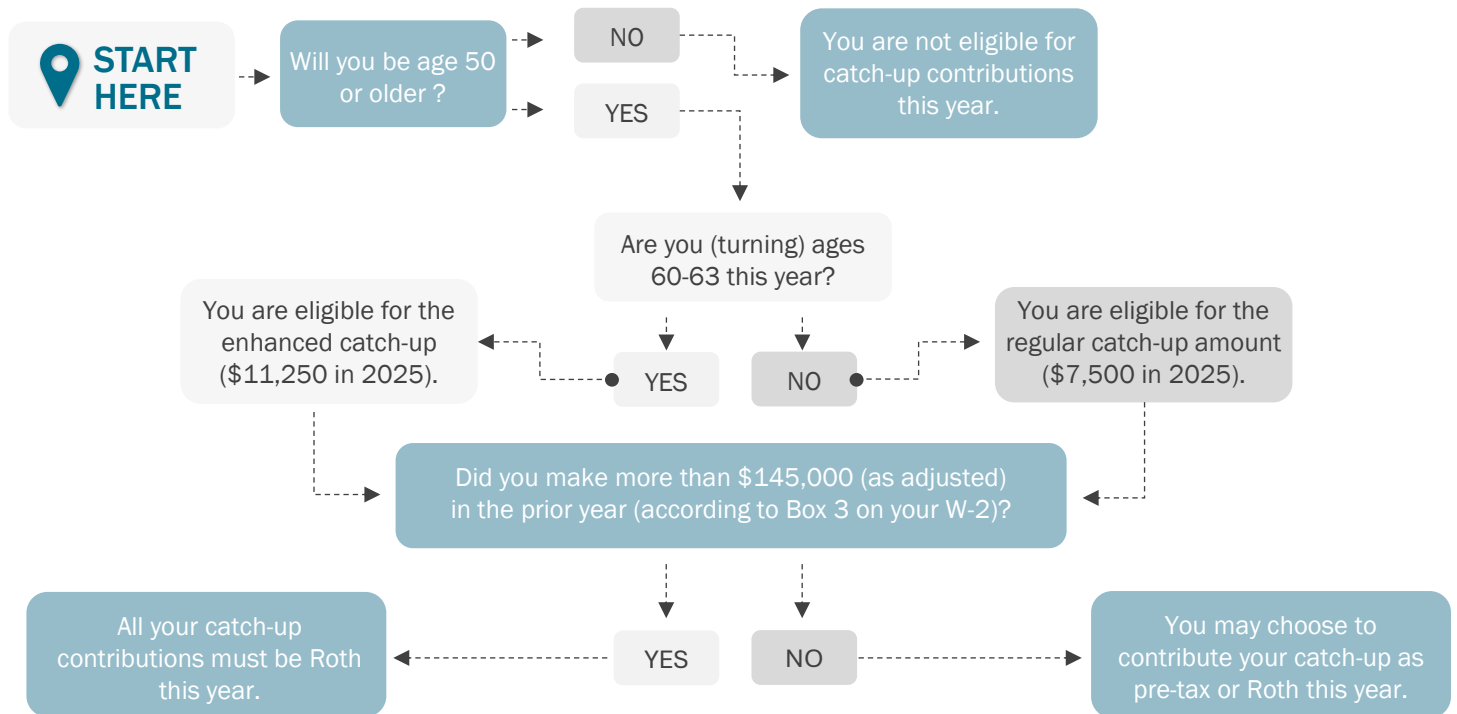 START
HERE
Will you be age 50
or older ?
NO
YES
You are not eligible for
catch-up contributions
this year.
Are you (turning) ages
60-63 this year?
You are eligible for the
enhanced catch-up
($11,250 in 2025).
YES
NO
You are eligible for the
regular catch-up amount
($7,500 in 2025).
Did you make more than $145,000 (as adjusted)
in the prior year (according to Box 3 on your W-2)?
All your catch-up
contributions must be Roth
this year.
YES
NO
You may choose to
contribute your catch-up as
pre-tax or Roth this year.